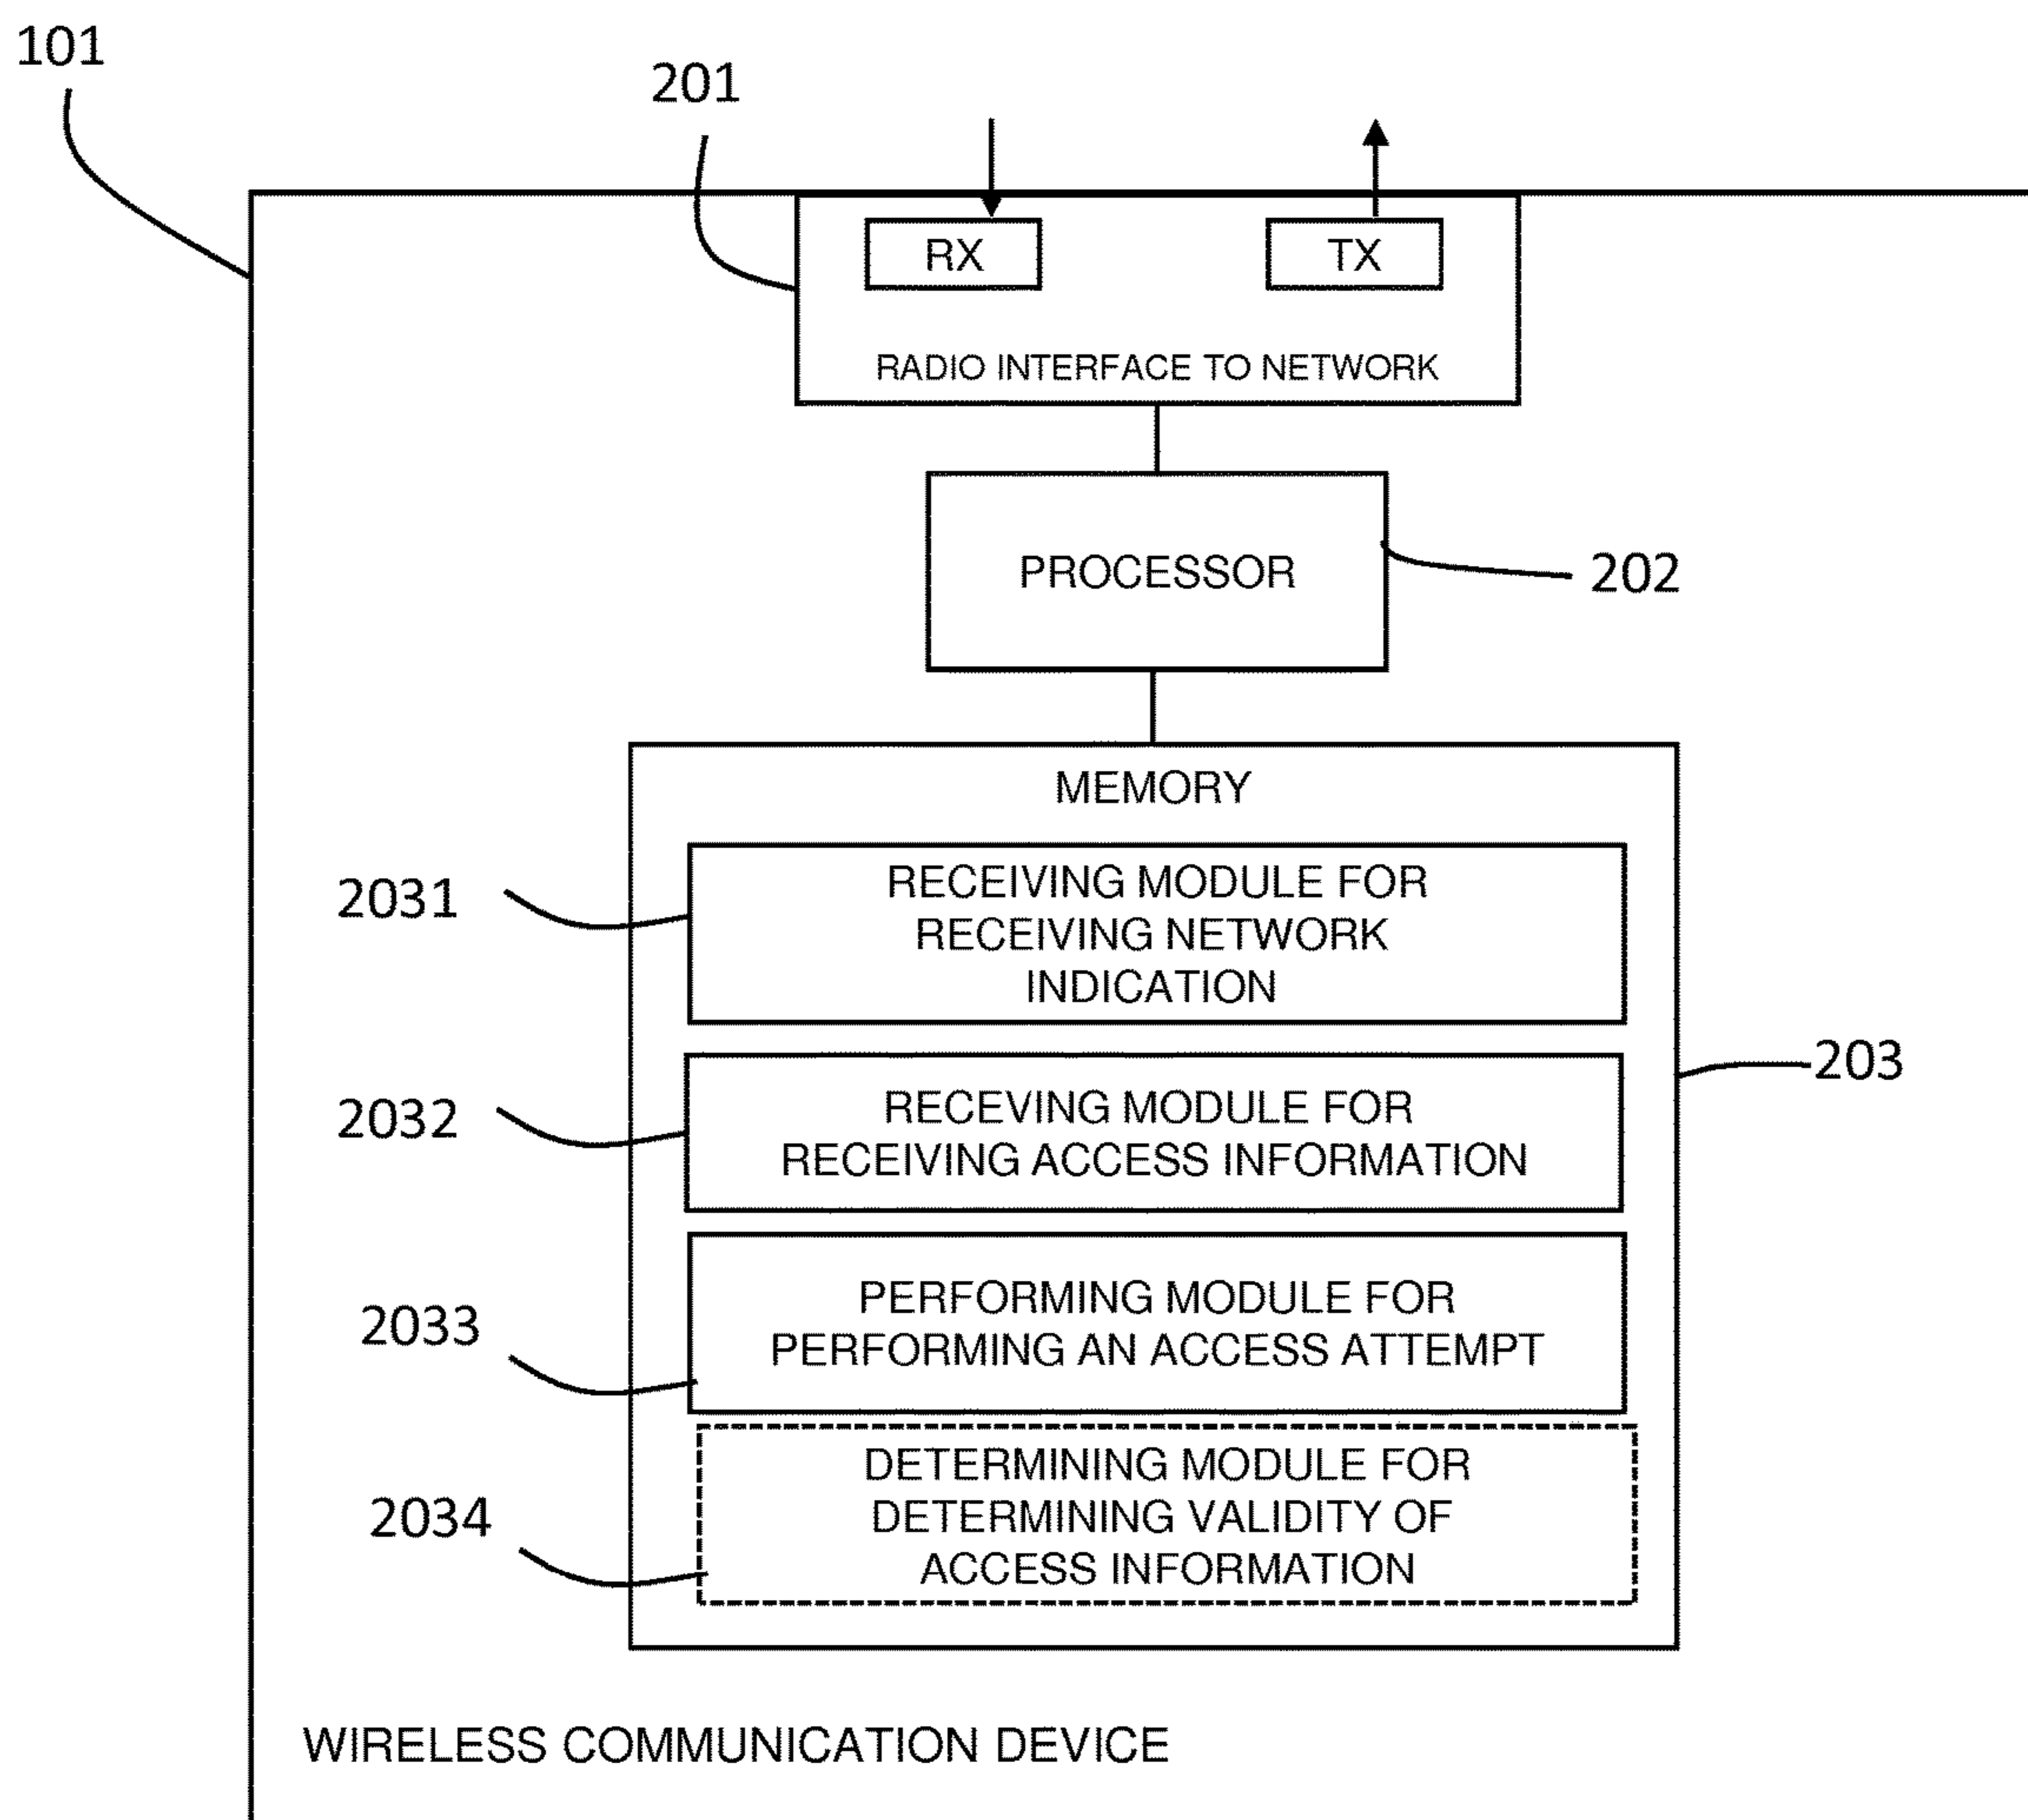 101
201
RX
TX
RADIO INTERFACE TO NETWORK
PROCESSOR
202
MEMORY
2031
RECEIVING MODULE FOR
RECEIVING NETWORK
INDICATION
203
2032
RECEVING MODULE FOR
RECEIVING ACCESS INFORMATION
2033
PERFORMING MODULE FOR
PERFORMING AN ACCESS ATTEMPT
2034
DETERMINING MODULE FOR
DETERMINING VALIDITY OF
ACCESS INFORMATION
WIRELESS COMMUNICATION DEVICE